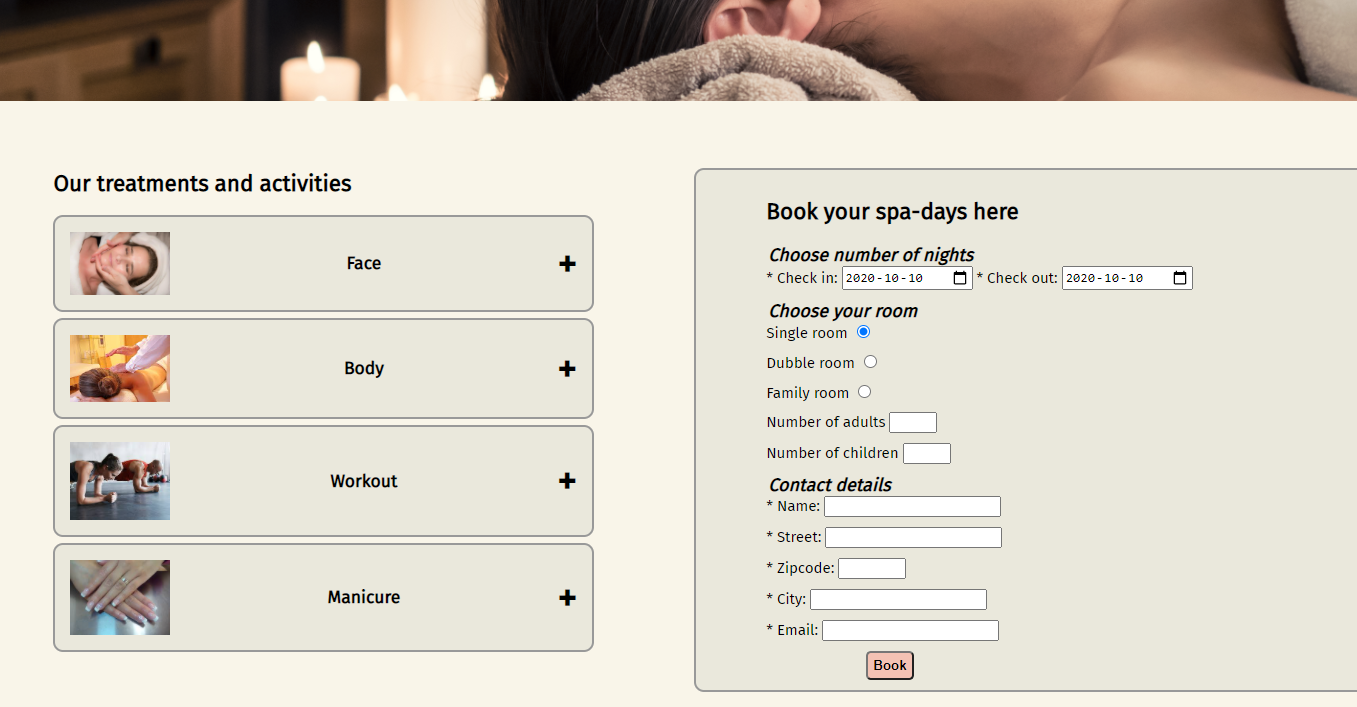 Our treatments and activities
Face
Body
Workout
Manicure
Book your spa-days here
Choose number of nights
* Check in: 2020-10-10 * Check out: 2020-10-10
Choose your room
Single room
Dubble room
Family room
Number of adults
Number of children
Contact details
* Name:
* Street:
* Zipcode:
* City:
* Email:
Book